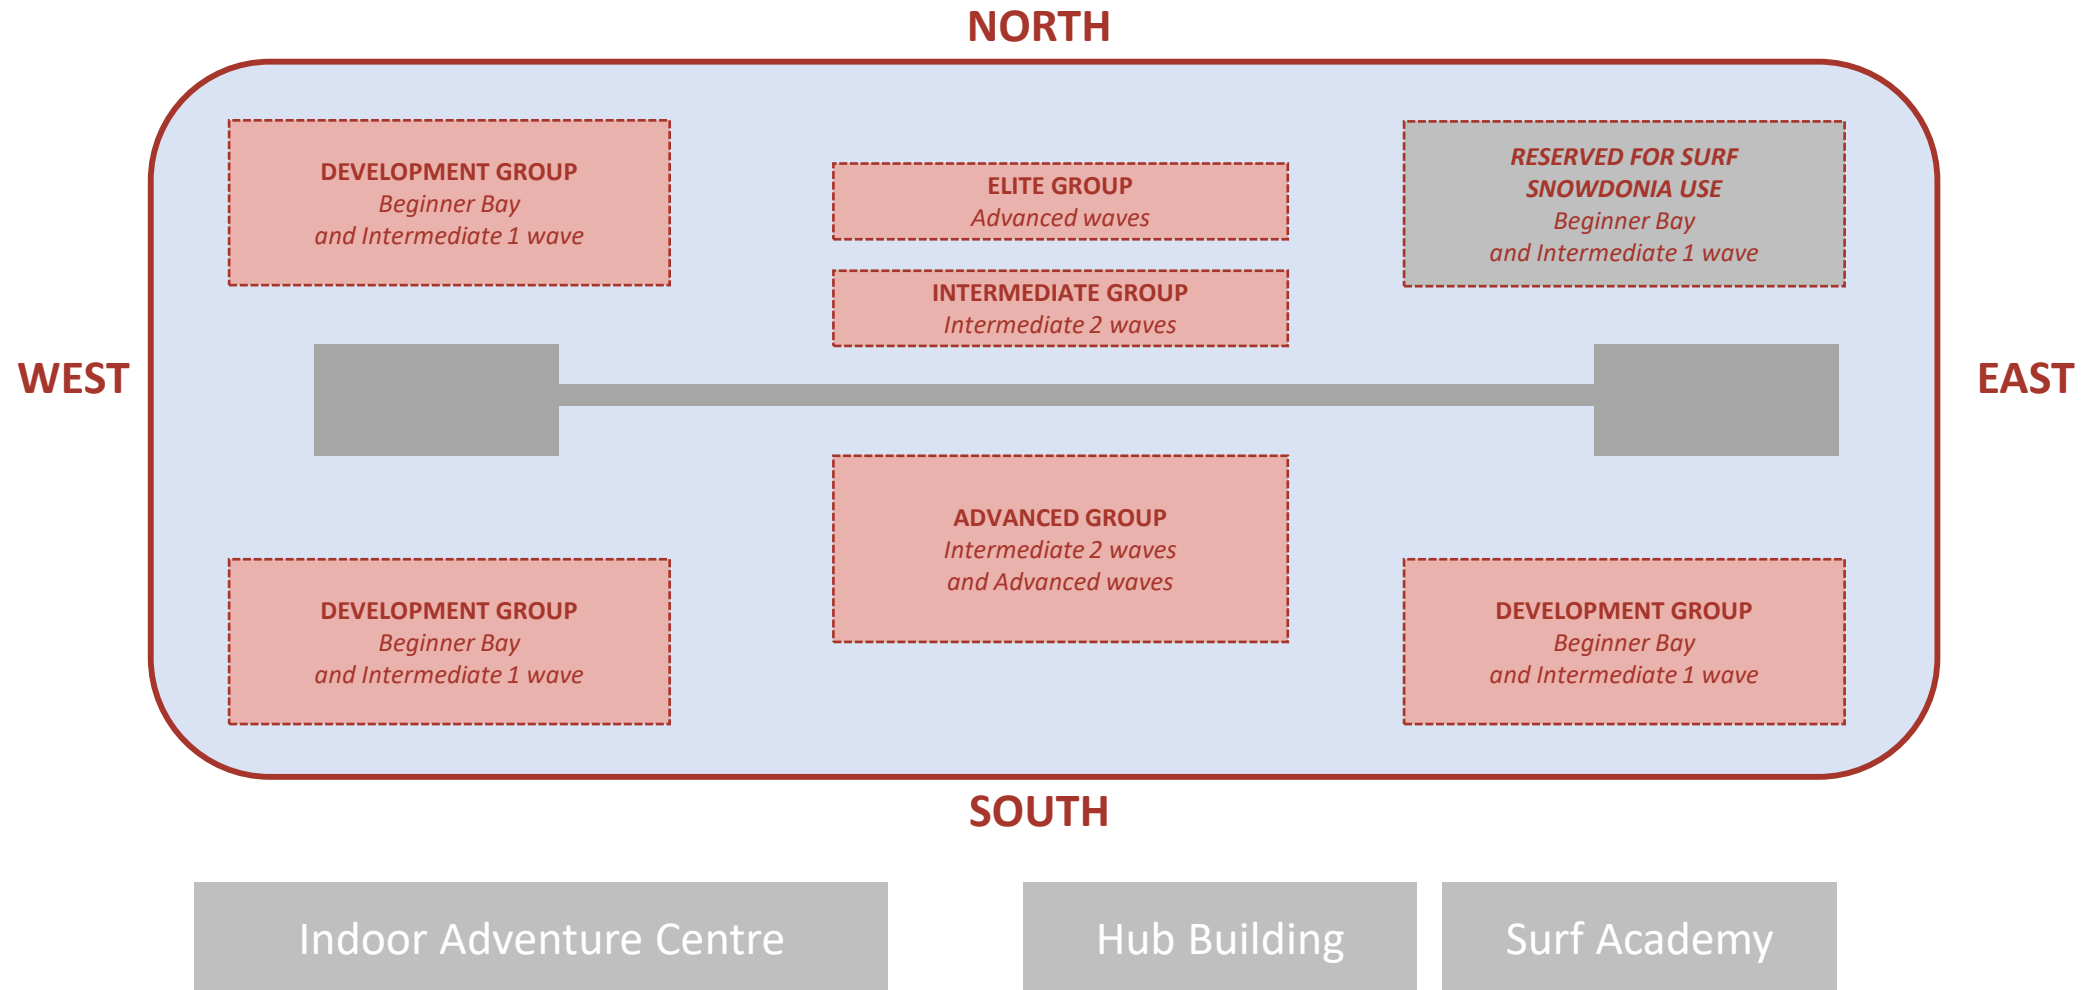 NORTH
DEVELOPMENT GROUP
Beginner Bay
and Intermediate 1 wave
ELITE GROUP
Advanced waves
RESERVED FOR SURF
SNOWDONIA USE
Beginner Bay
and Intermediate 1 wave
INTERMEDIATE GROUP
Intermediate 2 waves
WEST
EAST
ADVANCED GROUP
Intermediate 2 waves
and Advanced waves
DEVELOPMENT GROUP
Beginner Bay
and Intermediate 1 wave
DEVELOPMENT GROUP
Beginner Bay
and Intermediate 1 wave
SOUTH
Indoor Adventure Centre
Hub Building
Surf Academy